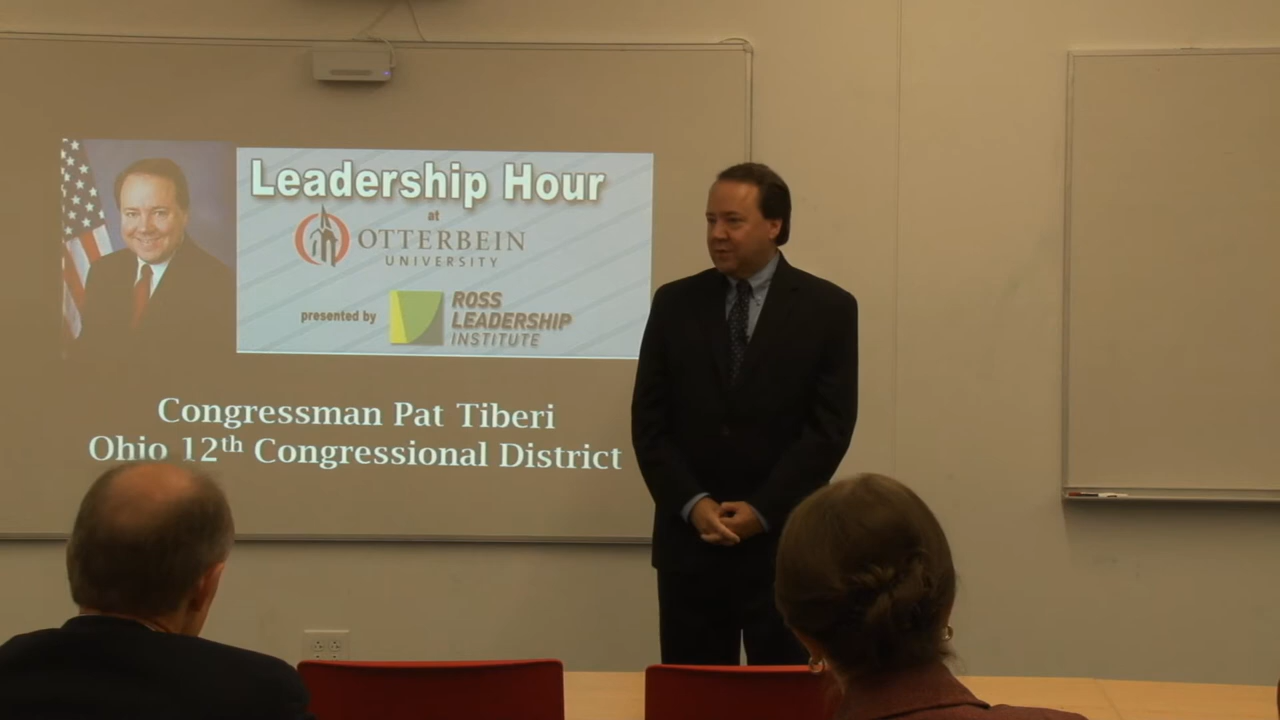 Leadership Hour
at
OTTERBEIN
UNIVERSITY
presented by
ROSS
LEADERSHIP
INSTITUTE
Congressman Pat Tiberi
Ohio 12th Congressional District